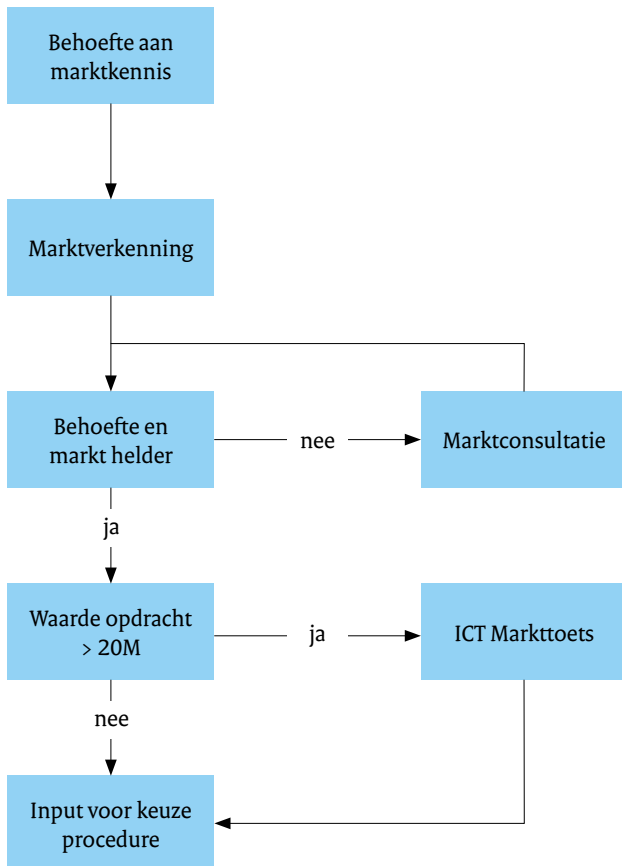 Behoefte aan
marktkennis
Marktverkenning
Behoefte en
markt helder
nee
Marktconsultatie
ja
Waarde opdracht
> 20M
ja
ICT Markttoets
nee
Input voor keuze
procedure